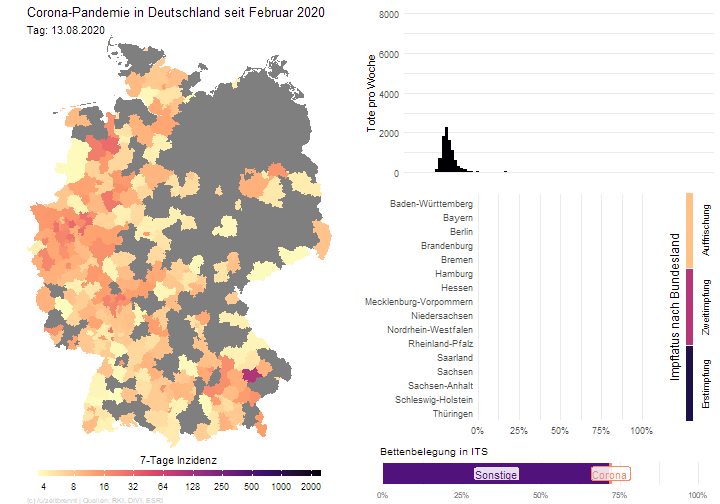 Corona-Pandemie in Deutschland seit Februar 2020
Tag: 13.08.2020
7-Tage Inzidenz
4 8 16 32 64 125 250 500 1000 2000
(c) /u/zeitbrennt | Quellen: RKI, DIVI, ESRI
Tote pro Woche
8000
6000
4000
2000
0
Baden-Württemberg
Bayern
Berlin
Brandenburg
Bremen
Hamburg
Hessen
Mecklenburg-Vorpommern
Niedersachsen
Nordrhein-Westfalen
Rheinland-Pfalz
Saarland
Sachsen
Sachsen-Anhalt
Schleswig-Holstein
Thüringen
0% 25% 50% 75% 100%
Impfstatus nach Bundesland
Auffrischung
Zweitimpfung
Erstimpfung
Bettenbelegung in ITS
Sonstige
Corona
0% 25% 50% 75% 100%